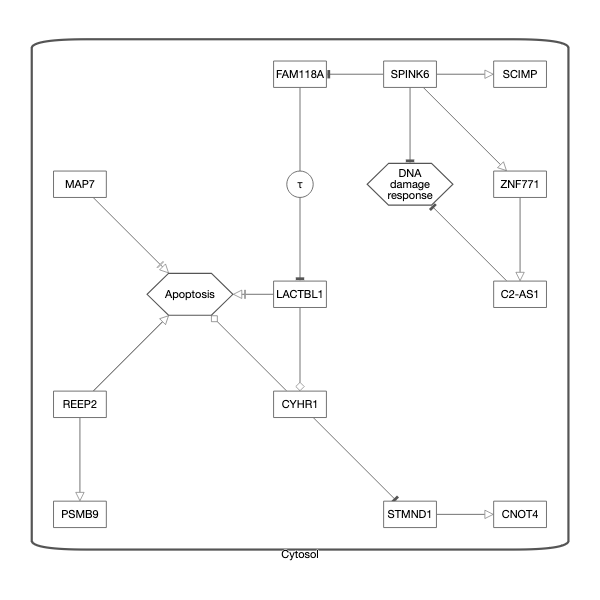 FAM118A
SPINK6
SCIMP
MAP7
τ
DNA
damage
response
ZNF771
Apoptosis
LACTBL1
C2-AS1
REEP2
CYHR1
PSMB9
STMND1
CNOT4
Cytosol